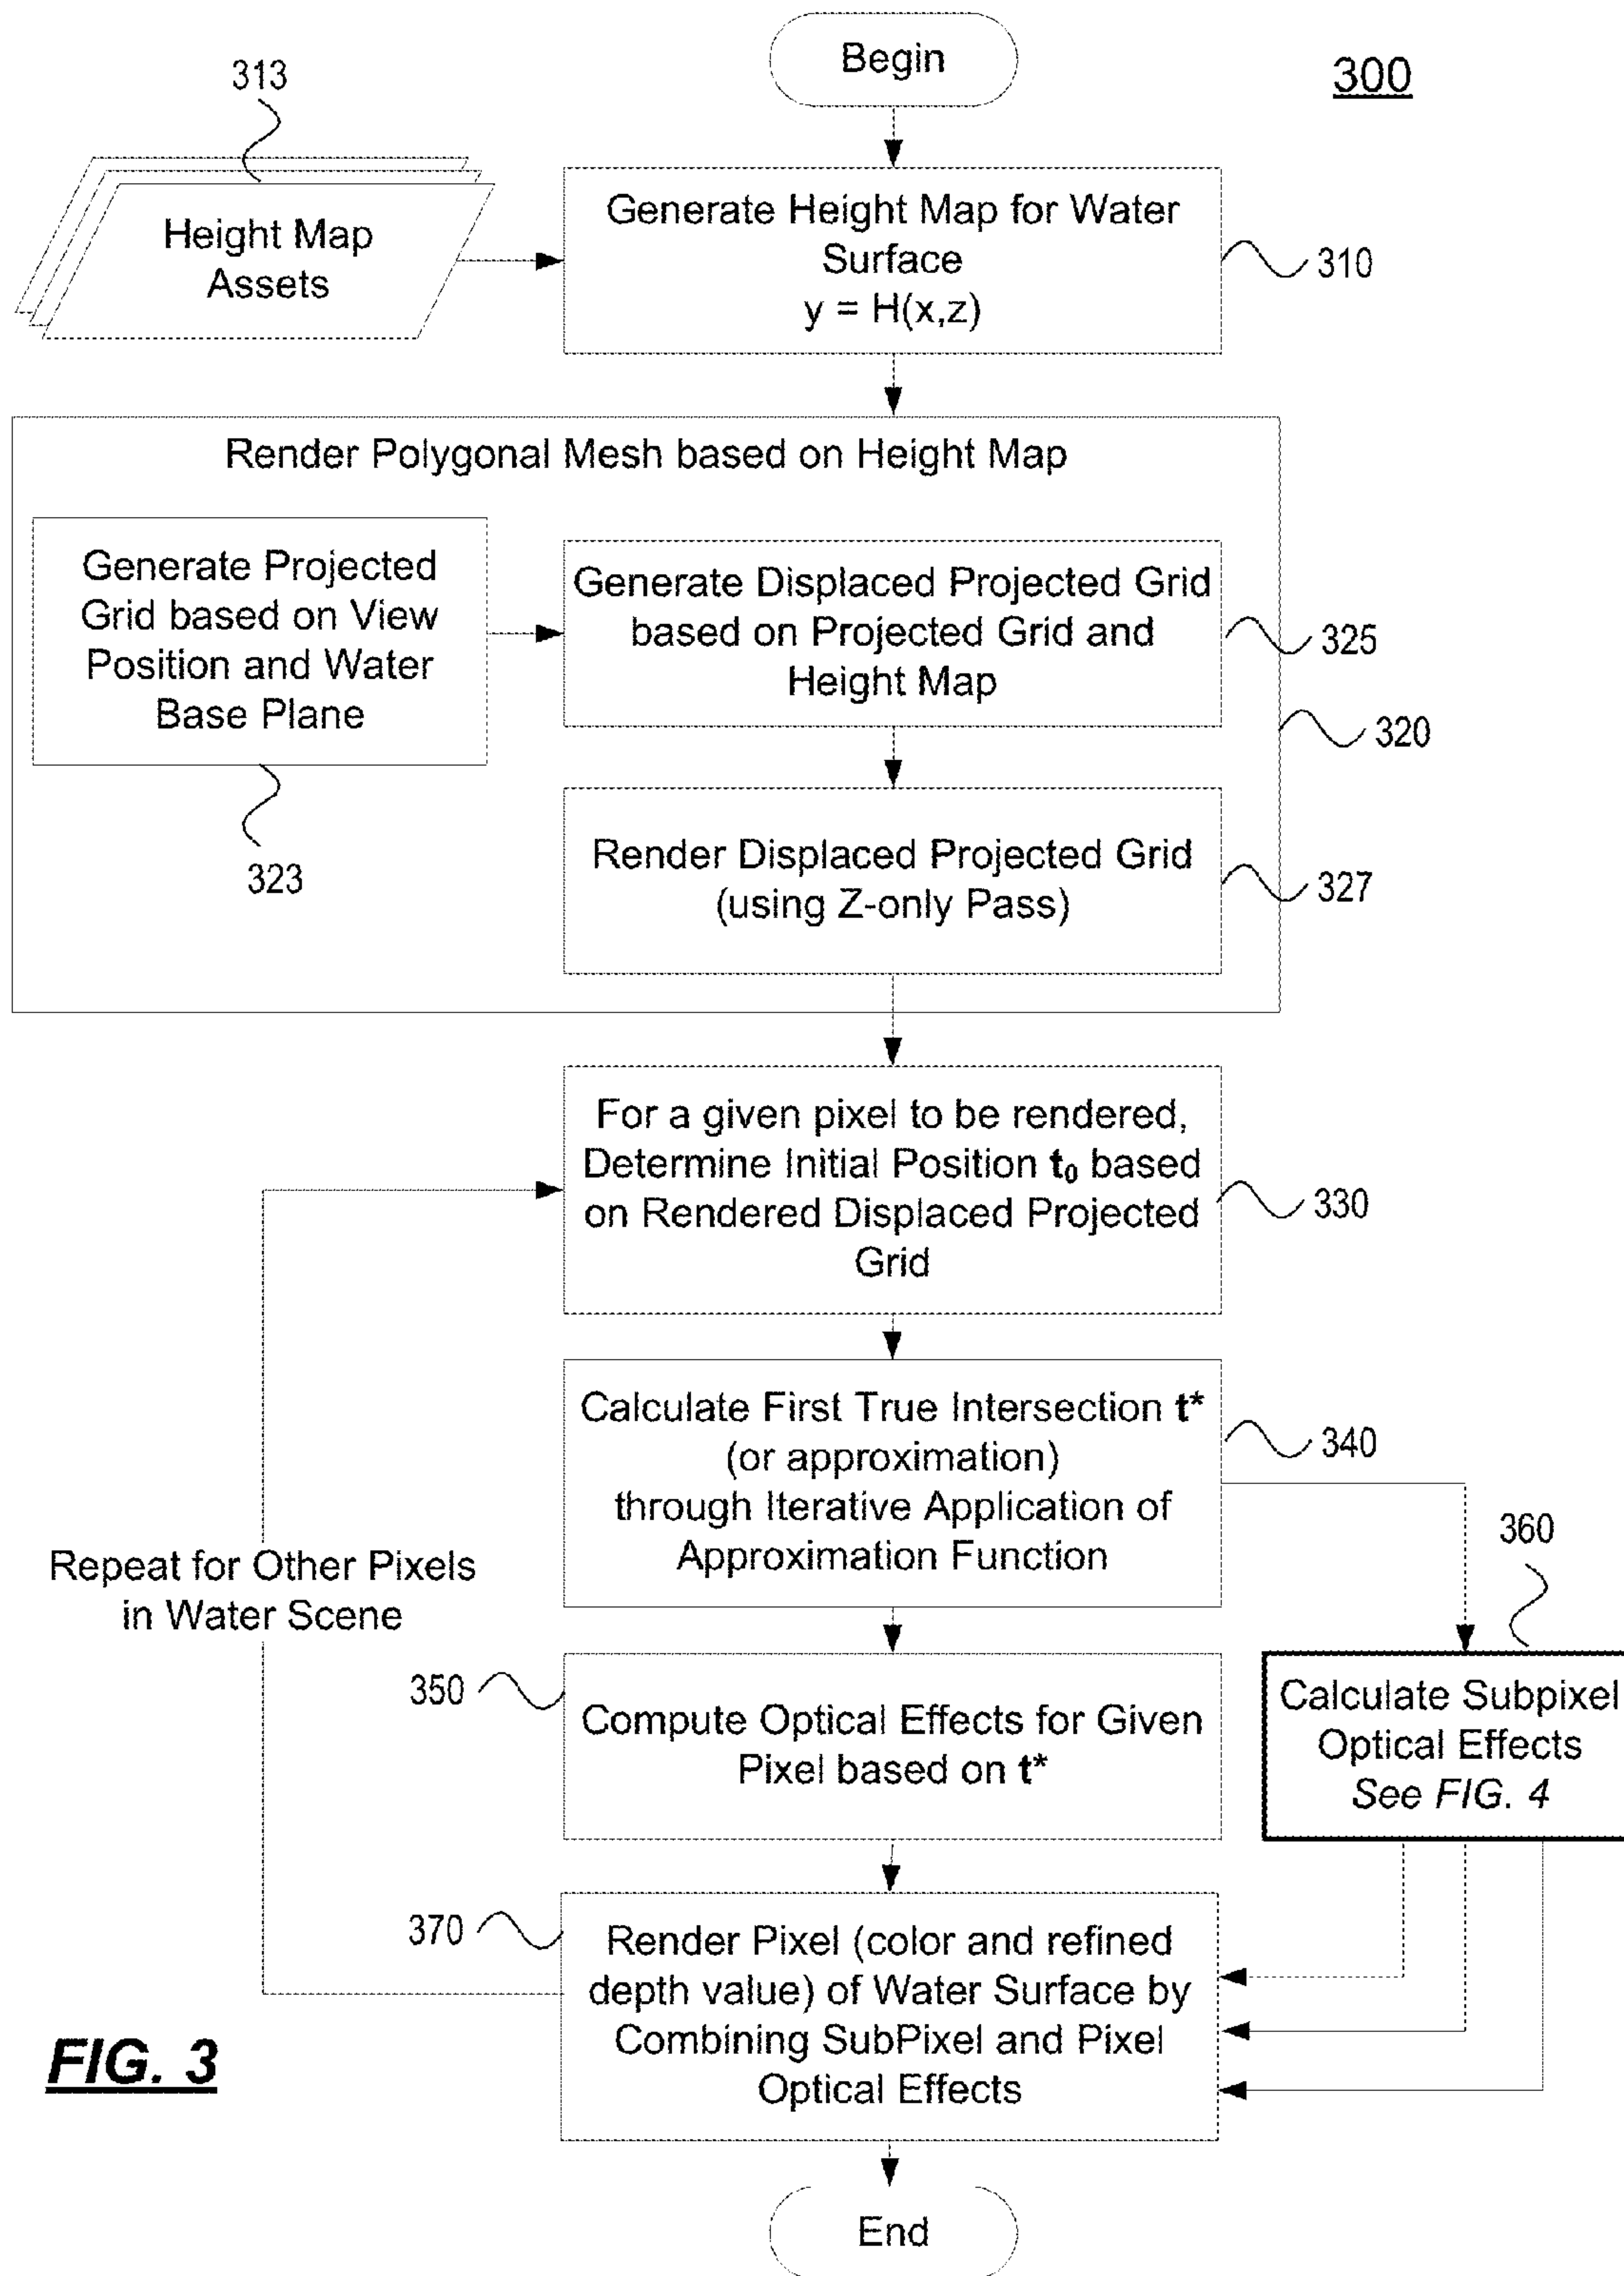 Begin
300
313
Height Map
Assets
Generate Height Map for Water
Surface
y = H(x,z)
310
Render Polygonal Mesh based on Height Map
Generate Projected
Grid based on View
Position and Water
Base Plane
323
Generate Displaced Projected Grid
based on Projected Grid and
Height Map
325
320
Render Displaced Projected Grid
(using Z-only Pass)
327
For a given pixel to be rendered,
Determine Initial Position t₀ based
on Rendered Displaced Projected
Grid
330
Calculate First True Intersection t*
(or approximation)
through Iterative Application of
Approximation Function
340
Repeat for Other Pixels
in Water Scene
350
Compute Optical Effects for Given
Pixel based on t*
360
Calculate Subpixel
Optical Effects
See FIG. 4
370
Render Pixel (color and refined
depth value) of Water Surface by
Combining SubPixel and Pixel
Optical Effects
FIG. 3
End